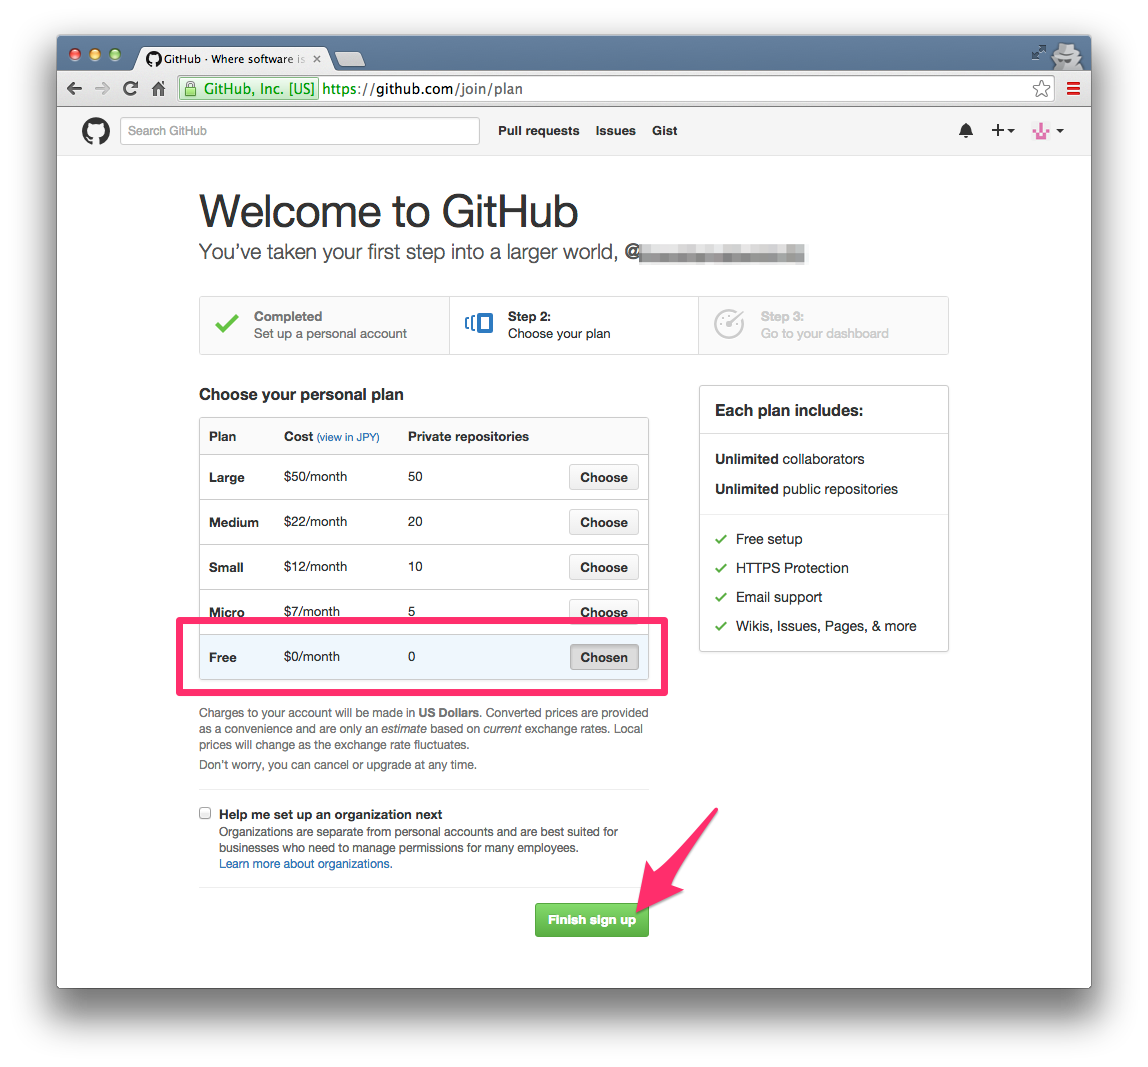 GitHub · Where software is
GitHub, Inc. [US] https://github.com/join/plan
Search GitHub Pull requests Issues Gist
Welcome to GitHub
You've taken your first step into a larger world, @
Completed
Set up a personal account
Step 2:
Choose your plan
Step 3:
Go to your dashboard
Choose your personal plan
Plan Cost (view in JPY) Private repositories
Large $50/month 50 Choose
Medium $22/month 20 Choose
Small $12/month 10 Choose
Micro $7/month 5 Choose
Free $0/month 0 Chosen
Charges to your account will be made in US Dollars. Converted prices are provided
as a convenience and are only an estimate based on current exchange rates. Local
prices will change as the exchange rate fluctuates.
Don't worry, you can cancel or upgrade at any time.
Help me set up an organization next
Organizations are separate from personal accounts and are best suited for
businesses who need to manage permissions for many employees.
Learn more about organizations.
Finish sign up
Each plan includes:
Unlimited collaborators
Unlimited public repositories
Free setup
HTTPS Protection
Email support
Wikis, Issues, Pages, & more